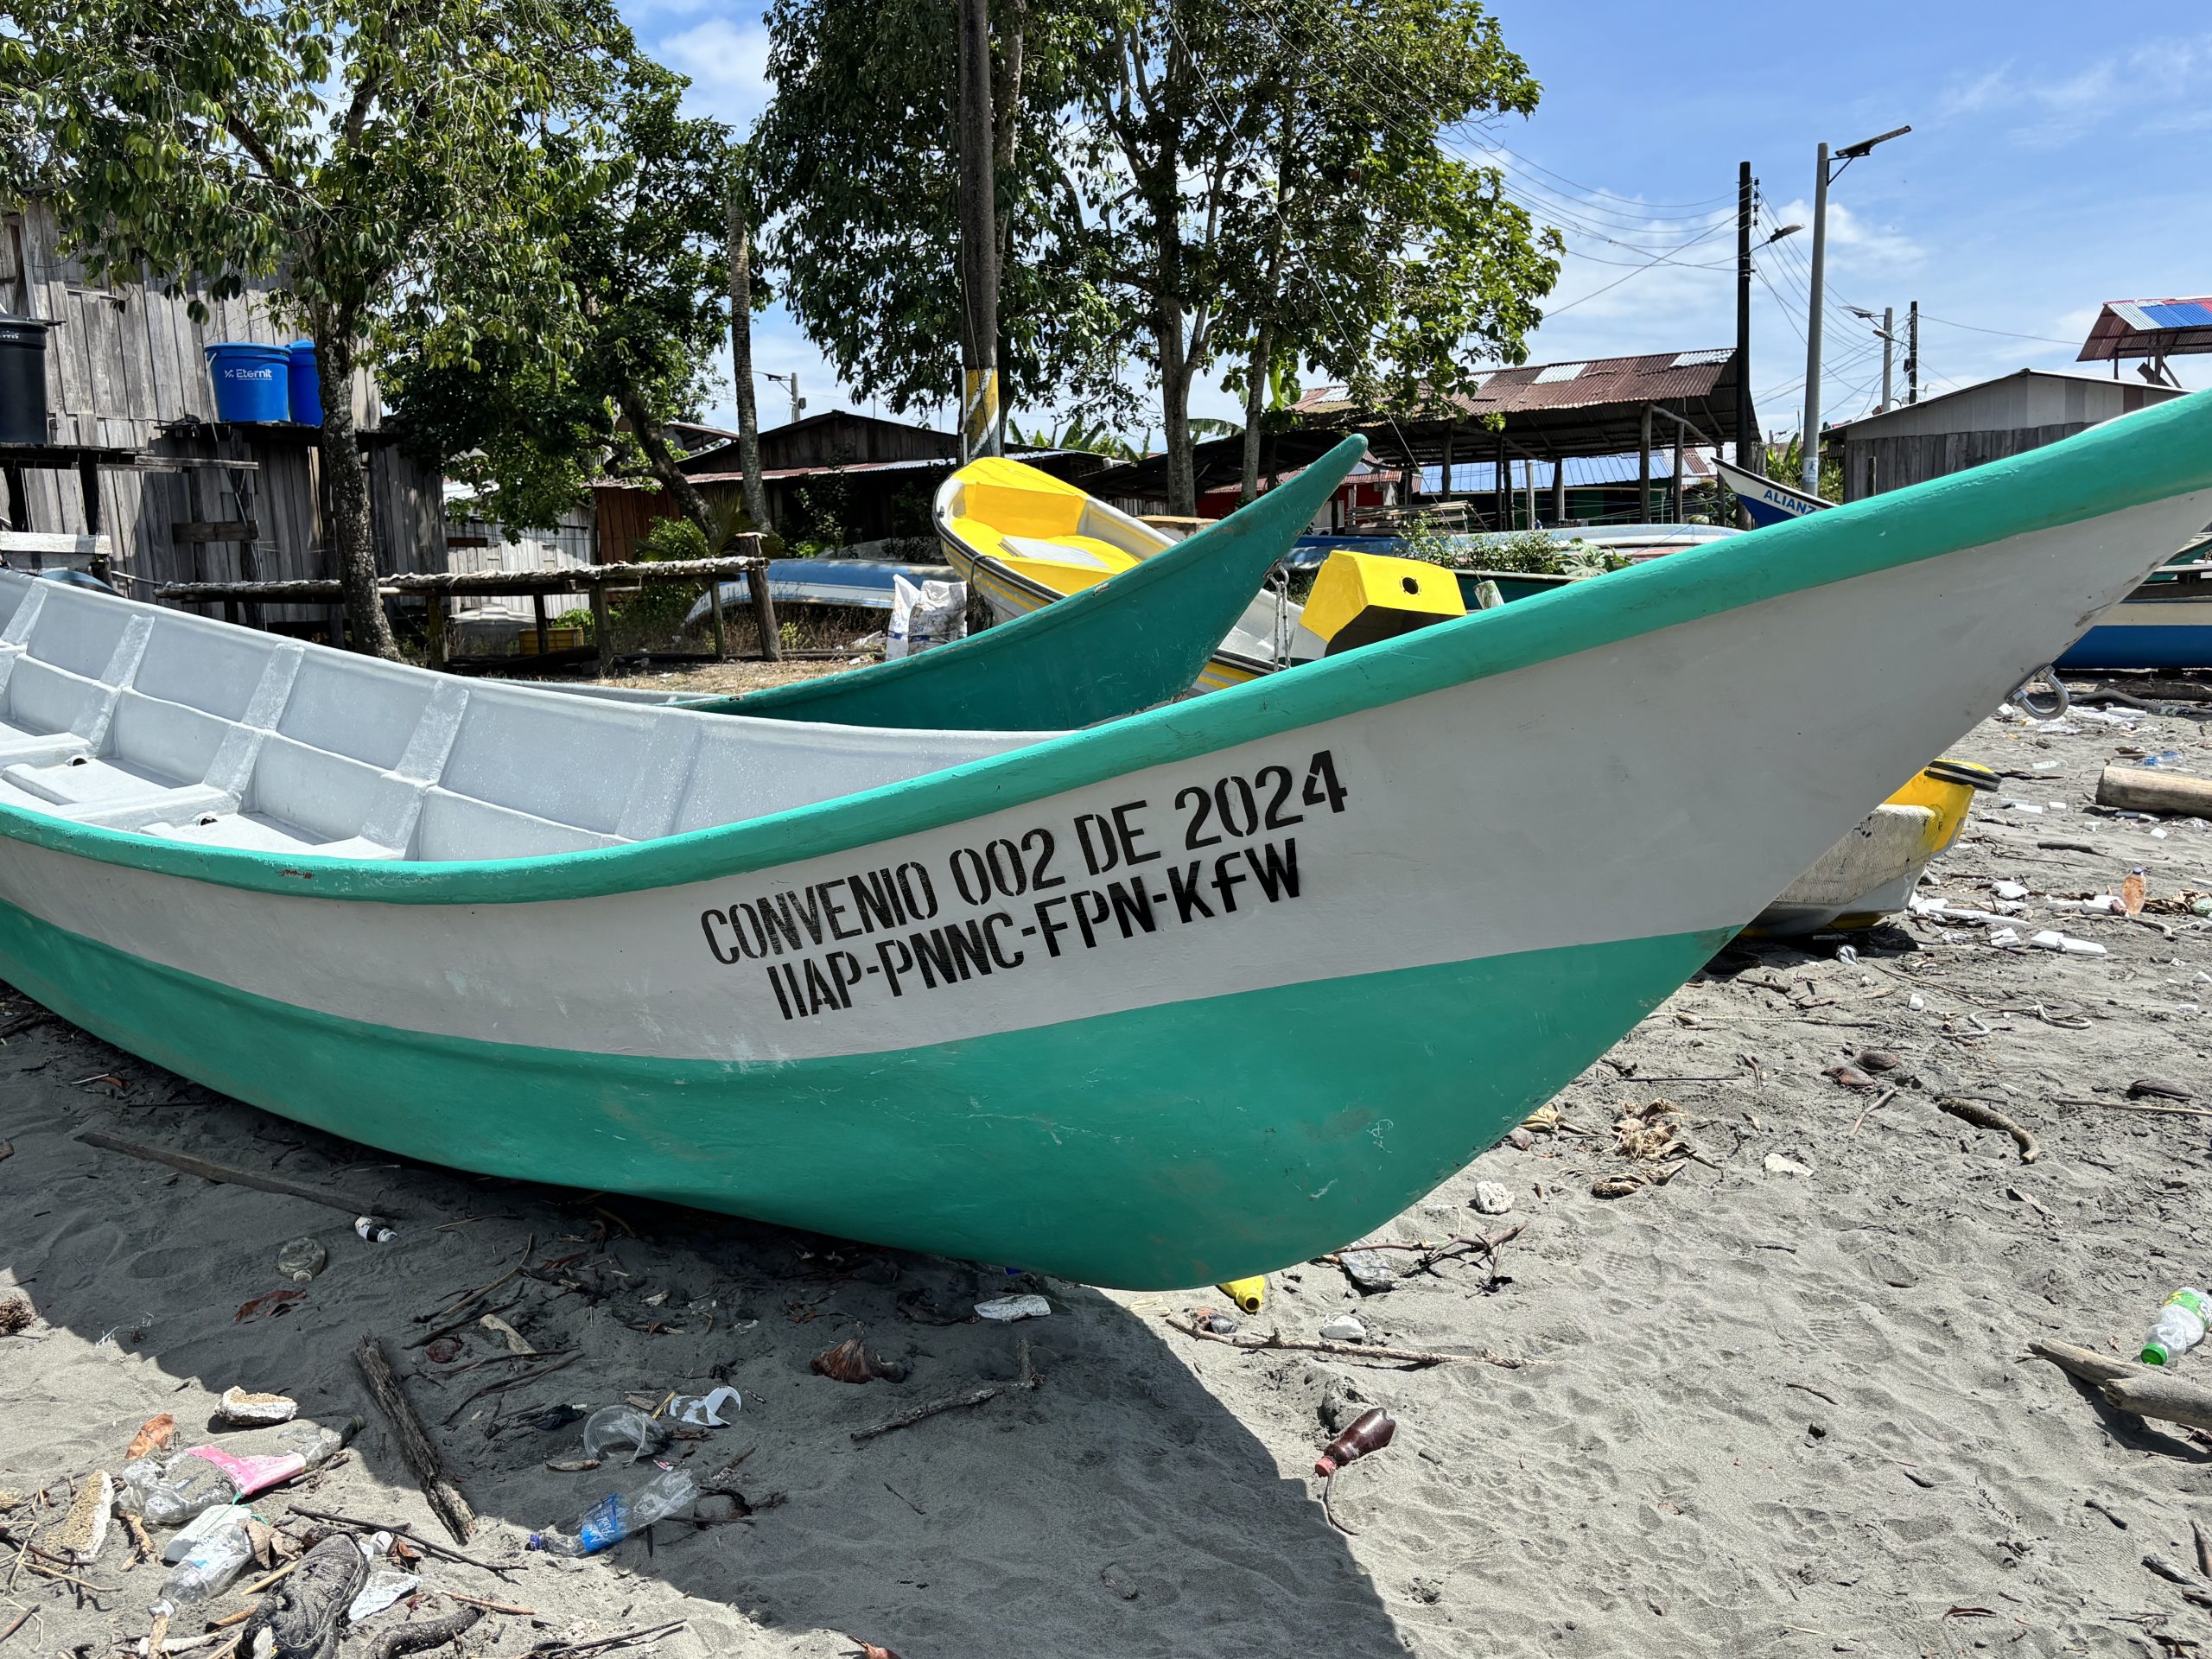 Eternit
ALIANZ
CONVENIO 002 DE 2024
IIAP-PNNC-FPN-KfW